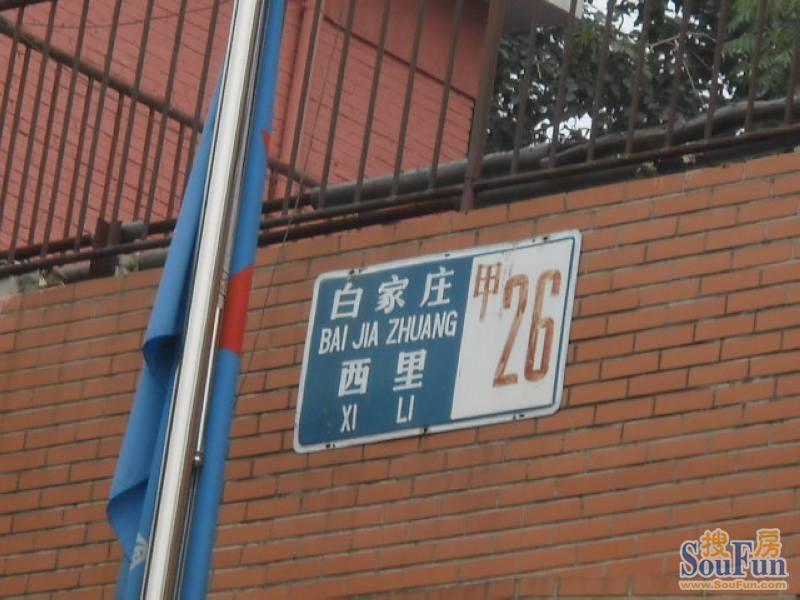 白家庄
BAI JIA ZHUANG
西里
XI LI
甲26
搜房
SouFun
www.SouFun.com